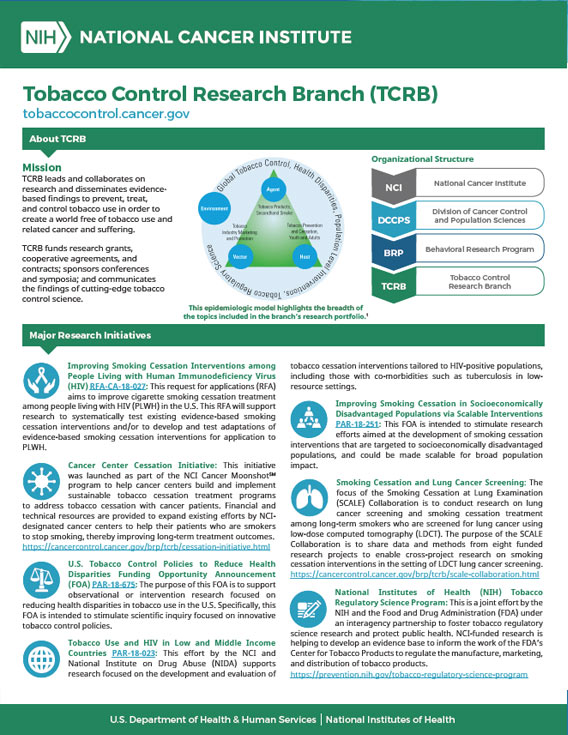 NIH NATIONAL CANCER INSTITUTE
Tobacco Control Research Branch (TCRB)
tobaccocontrol.cancer.gov
About TCRB
Mission
TCRB leads and collaborates on
research and disseminates evidence-
based findings to prevent, treat,
and control tobacco use in order to
create a world free of tobacco use and
related cancer and suffering.
TCRB funds research grants,
cooperative agreements, and
contracts; sponsors conferences
and symposia; and communicates
the findings of cutting-edge tobacco
control science.
Global Tobacco Control, Health Disparities, Population Level Interventions, Tobacco Regulatory Science
Agent
Tobacco Products,
Secondhand Smoke
Environment
Tobacco
Industry Marketing
and Promotion
Tobacco Prevention
and Cessation,
Youth and Adults
Vector
Host
This epidemiologic model highlights the breadth of
the topics included in the branch's research portfolio.¹
Organizational Structure
NCI
National Cancer Institute
DCCPS
Division of Cancer Control
and Population Sciences
BRP
Behavioral Research Program
TCRB
Tobacco Control
Research Branch
Major Research Initiatives
Improving Smoking Cessation Interventions among
People Living with Human Immunodeficiency Virus
(HIV) RFA-CA-18-027: This request for applications (RFA)
aims to improve cigarette smoking cessation treatment
among people living with HIV (PLWH) in the U.S. This RFA will support
research to systematically test existing evidence-based smoking
cessation interventions and/or to develop and test adaptations of
evidence-based smoking cessation interventions for application to
PLWH.
Cancer Center Cessation Initiative: This initiative
was launched as part of the NCI Cancer Moonshot℠
program to help cancer centers build and implement
sustainable tobacco cessation treatment programs
to address tobacco cessation with cancer patients. Financial and
technical resources are provided to expand existing efforts by NCI-
designated cancer centers to help their patients who are smokers
to stop smoking, thereby improving long-term treatment outcomes.
https://cancercontrol.cancer.gov/brp/tcrb/cessation-initiative.html
U.S. Tobacco Control Policies to Reduce Health
Disparities Funding Opportunity Announcement
(FOA) PAR-18-675: The purpose of this FOA is to support
observational or intervention research focused on
reducing health disparities in tobacco use in the U.S. Specifically, this
FOA is intended to stimulate scientific inquiry focused on innovative
tobacco control policies.
Tobacco Use and HIV in Low and Middle Income
Countries PAR-18-023: This effort by the NCI and
National Institute on Drug Abuse (NIDA) supports
research focused on the development and evaluation of
tobacco cessation interventions tailored to HIV-positive populations,
including those with co-morbidities such as tuberculosis in low-
resource settings.
Improving Smoking Cessation in Socioeconomically
Disadvantaged Populations via Scalable Interventions
PAR-18-251: This FOA is intended to stimulate research
efforts aimed at the development of smoking cessation
interventions that are targeted to socioeconomically disadvantaged
populations, and could be made scalable for broad population
impact.
Smoking Cessation and Lung Cancer Screening: The
focus of the Smoking Cessation at Lung Examination
(SCALE) Collaboration is to conduct research on lung
cancer screening and smoking cessation treatment
among long-term smokers who are screened for lung cancer using
low-dose computed tomography (LDCT). The purpose of the SCALE
Collaboration is to share data and methods from eight funded
research projects to enable cross-project research on smoking
cessation interventions in the setting of LDCT lung cancer screening.
https://cancercontrol.cancer.gov/brp/tcrb/scale-collaboration.html
National Institutes of Health (NIH) Tobacco
Regulatory Science Program: This is a joint effort by the
NIH and the Food and Drug Administration (FDA) under
an interagency partnership to foster tobacco regulatory
science research and protect public health. NCI-funded research is
helping to develop an evidence base to inform the work of the FDA's
Center for Tobacco Products to regulate the manufacture, marketing,
and distribution of tobacco products.
https://prevention.nih.gov/tobacco-regulatory-science-program
U.S. Department of Health & Human Services | National Institutes of Health